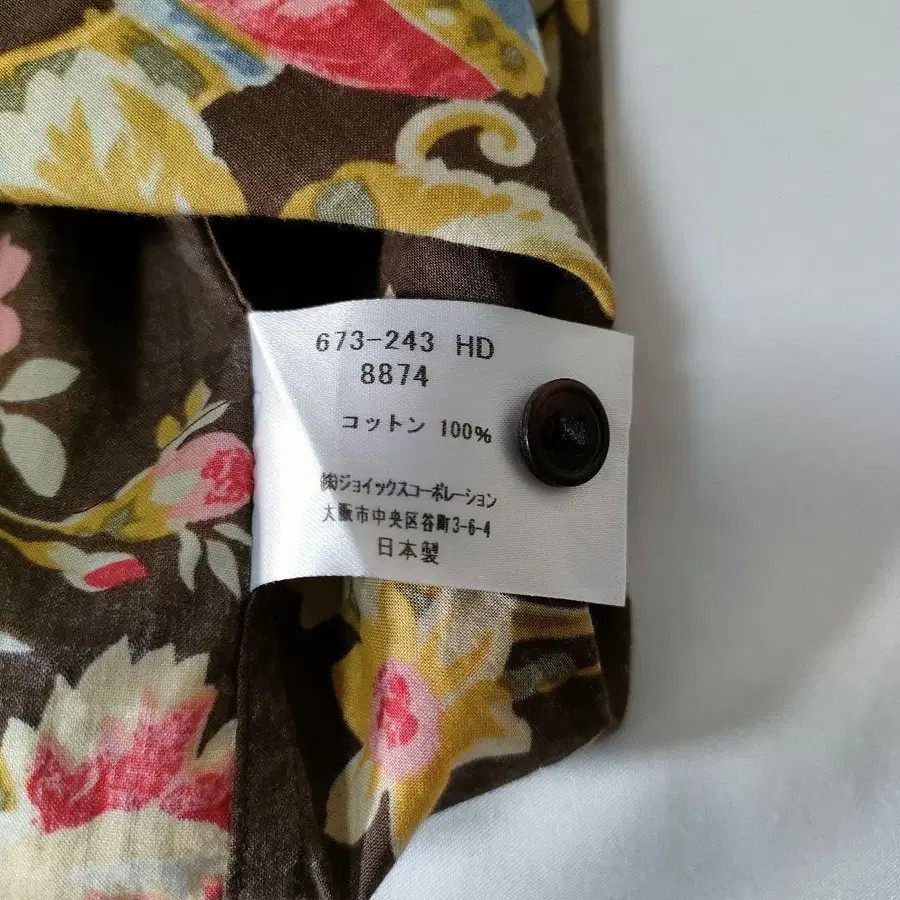 673-243 HD
8874
コットン 100%
㈱ジョイックスコーポレーション
大阪市中央区谷町3-6-4
日本製